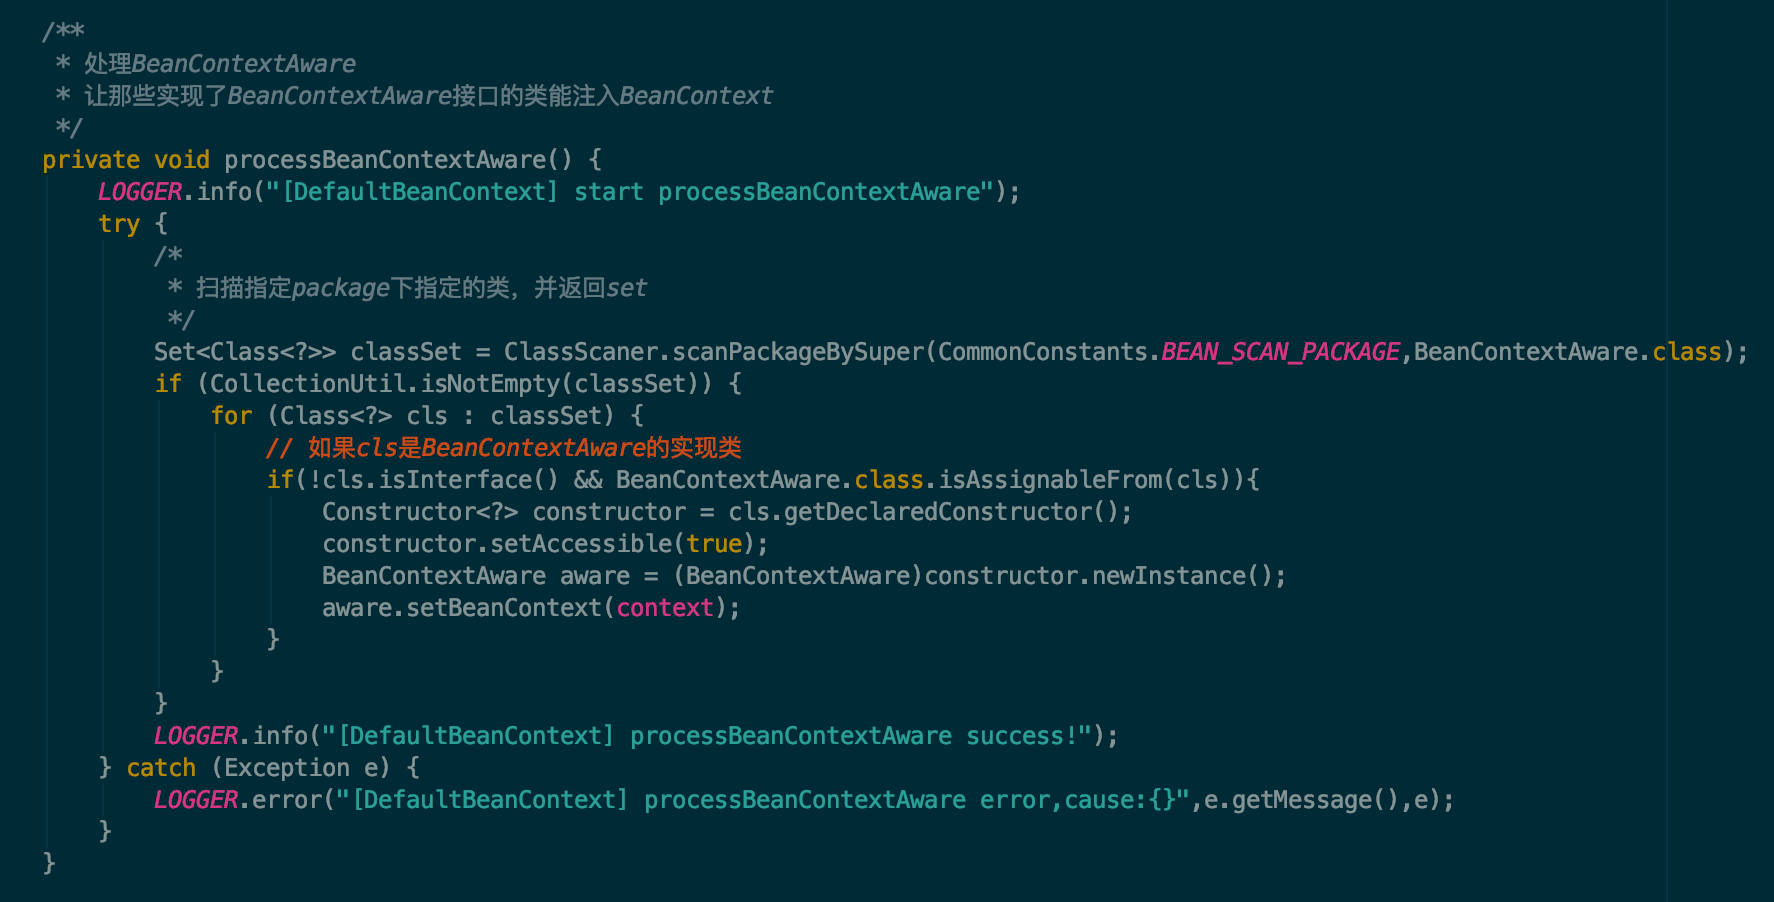 /**
 * 处理BeanContextAware
 * 让那些实现了BeanContextAware接口的类能注入BeanContext
 */
private void processBeanContextAware() {
    LOGGER.info("[DefaultBeanContext] start processBeanContextAware");
    try {
        /*
         * 扫描指定package下指定的类，并返回set
         */
        Set<Class<?>> classSet = ClassScaner.scanPackageBySuper(CommonConstants.BEAN_SCAN_PACKAGE,BeanContextAware.class);
        if (CollectionUtil.isNotEmpty(classSet)) {
            for (Class<?> cls : classSet) {
                // 如果cls是BeanContextAware的实现类
                if(!cls.isInterface() && BeanContextAware.class.isAssignableFrom(cls)){
                    Constructor<?> constructor = cls.getDeclaredConstructor();
                    constructor.setAccessible(true);
                    BeanContextAware aware = (BeanContextAware)constructor.newInstance();
                    aware.setBeanContext(context);
                }
            }
        }
        LOGGER.info("[DefaultBeanContext] processBeanContextAware success!");
    } catch (Exception e) {
        LOGGER.error("[DefaultBeanContext] processBeanContextAware error,cause:{}",e.getMessage(),e);
    }
}